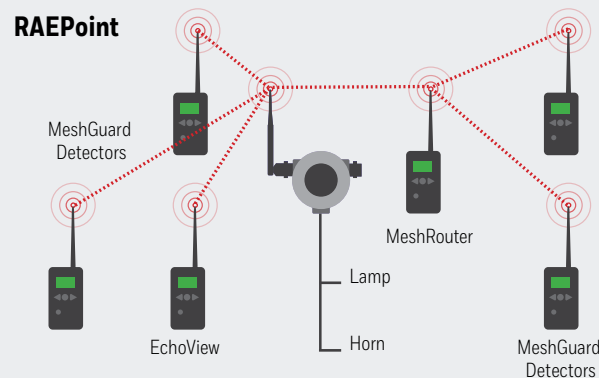 RAEPoint
MeshGuard
Detectors
MeshRouter
Lamp
EchoView
Horn
MeshGuard
Detectors